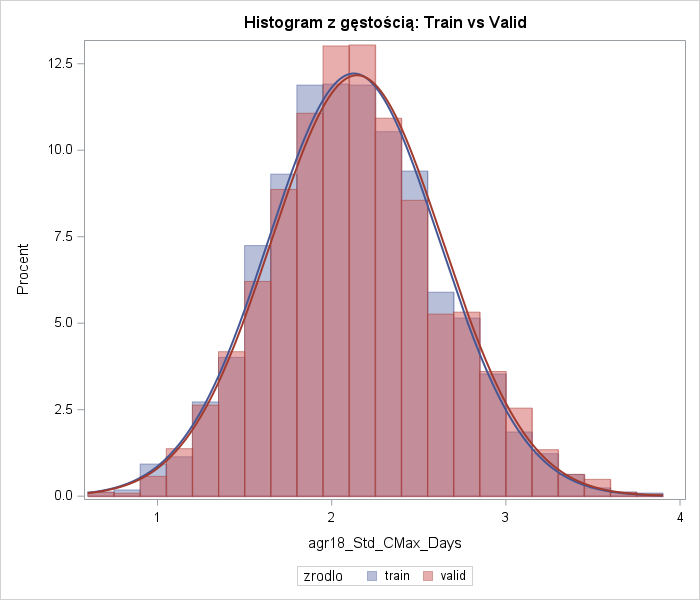 Histogram z gęstością: Train vs Valid
Procent
12.5
10.0
7.5
5.0
2.5
0.0
1 2 3 4
agr18_Std_CMax_Days
zrodlo train valid